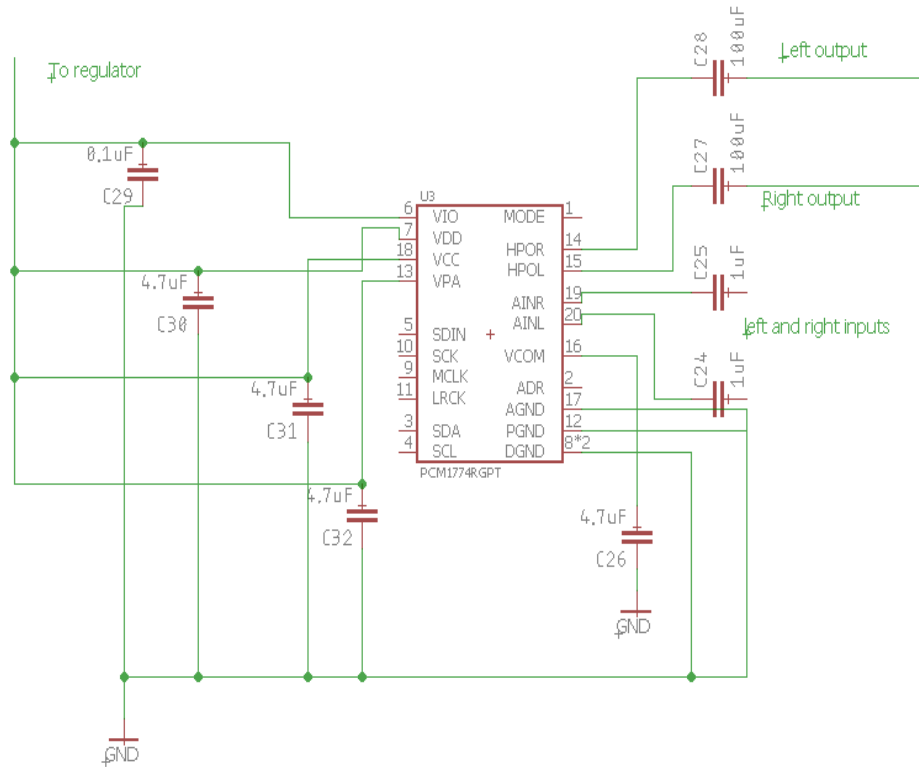 To regulator
0.1uF
C29
4.7uF
C30
4.7uF
C31
4.7uF
C32
GND
U3
6 VIO
7 VDD
18 VCC
13 VPA
5 SDIN
10 SCK
9 MCLK
11 LRCK
3 SDA
4 SCL
MODE 1
HPOR 14
HPOL 15
AINR 19
AINL 20
VCOM 16
ADR 2
AGND 17
PGND 12
DGND 8*2
PCM1774RGPT
C28
100uF
Left output
C27
100uF
Right output
C25
1uF
left and right inputs
C24
1uF
4.7uF
C26
GND